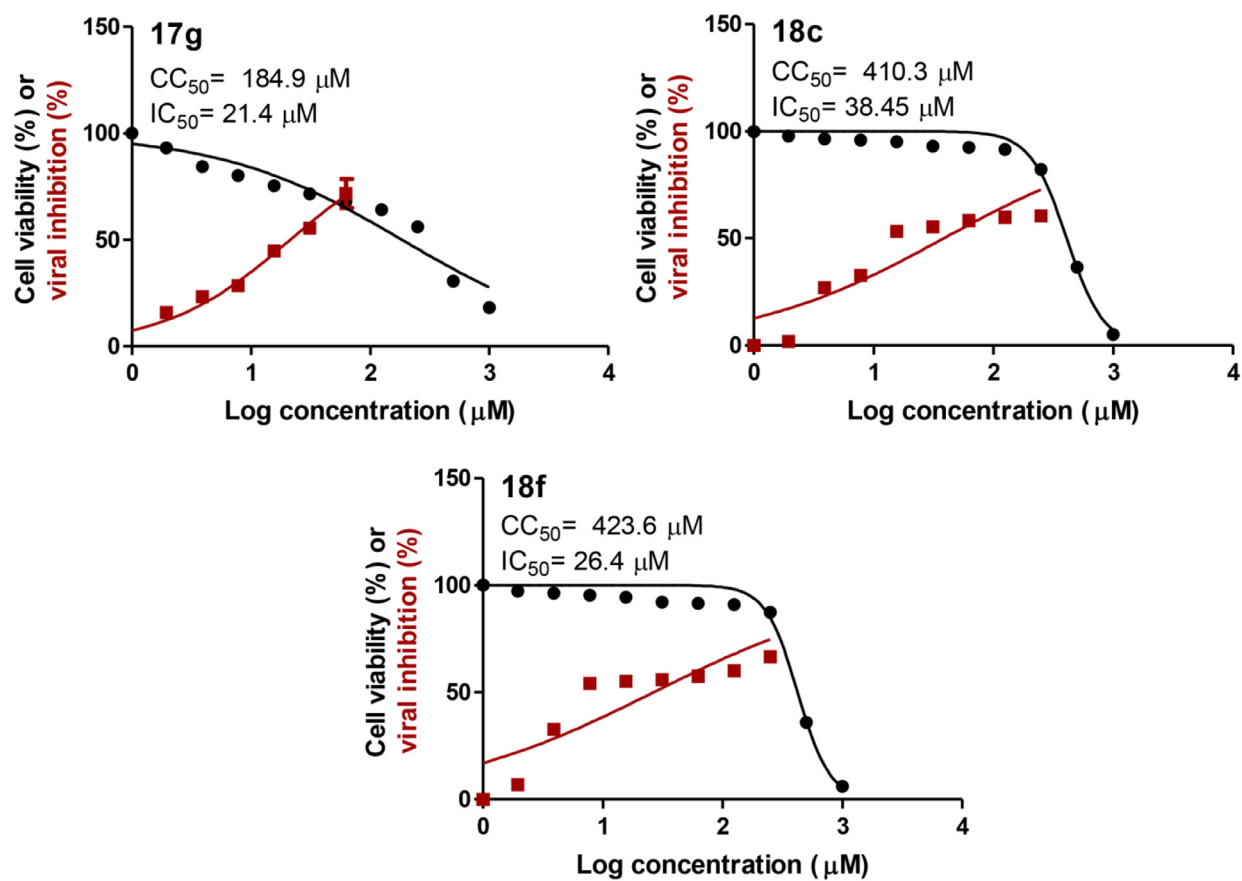 17g
CC50= 184.9 μM
IC50= 21.4 μM
Cell viability (%) or
viral inhibition (%)
150
100
50
0
0 1 2 3 4
Log concentration (μM)
18c
CC50= 410.3 μM
IC50= 38.45 μM
Cell viability (%) or
viral inhibition (%)
150
100
50
0
0 1 2 3 4
Log concentration (μM)
18f
CC50= 423.6 μM
IC50= 26.4 μM
Cell viability (%) or
viral inhibition (%)
150
100
50
0
0 1 2 3 4
Log concentration (μM)